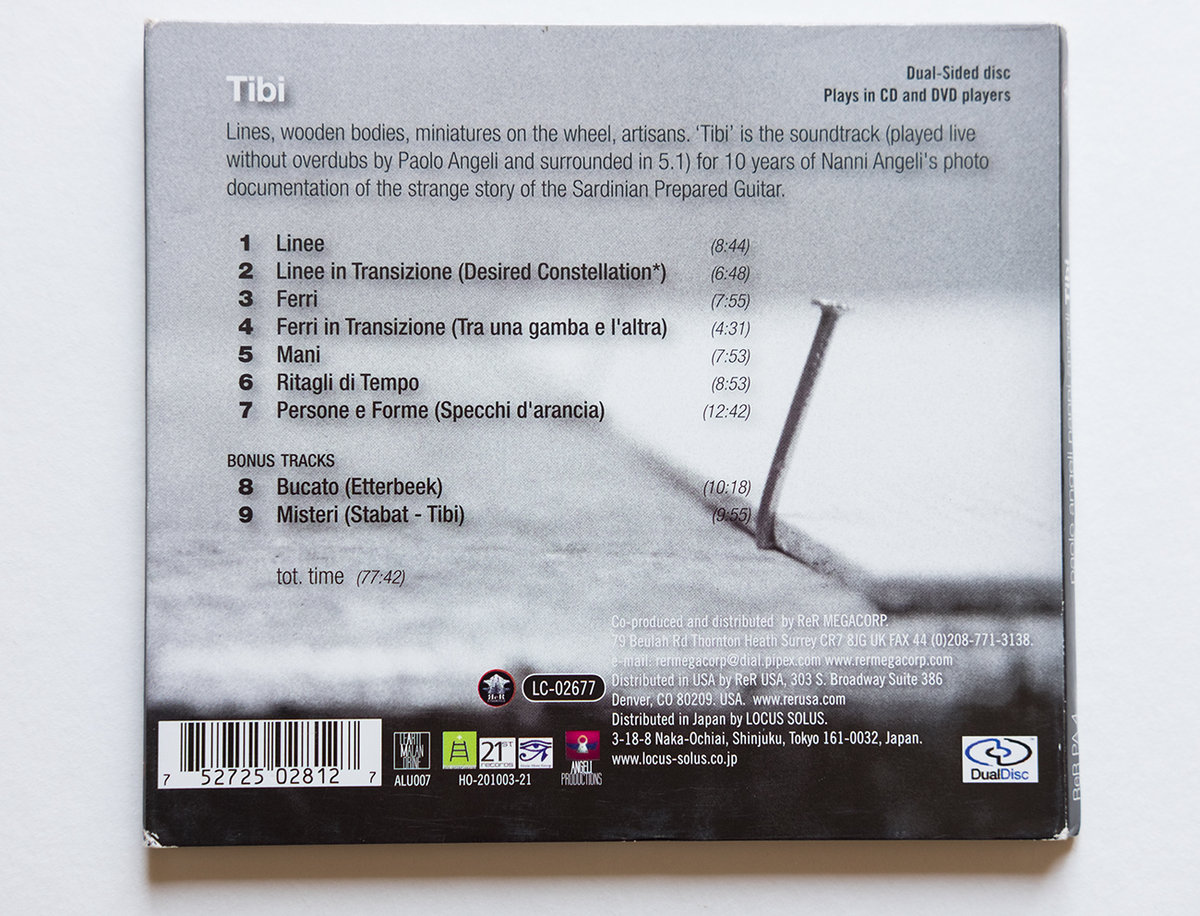 Tibi
Dual-Sided disc
Plays in CD and DVD players
Lines, wooden bodies, miniatures on the wheel, artisans. ‘Tibi’ is the soundtrack (played live
without overdubs by Paolo Angeli and surrounded in 5.1) for 10 years of Nanni Angeli's photo
documentation of the strange story of the Sardinian Prepared Guitar.
1 Linee (8:44)
2 Linee in Transizione (Desired Constellation*) (6:48)
3 Ferri (7:55)
4 Ferri in Transizione (Tra una gamba e l'altra) (4:31)
5 Mani (7:53)
6 Ritagli di Tempo (8:53)
7 Persone e Forme (Specchi d'arancia) (12:42)
BONUS TRACKS
8 Bucato (Etterbeek) (10:18)
9 Misteri (Stabat - Tibi) (9:55)
tot. time (77:42)
Co-produced and distributed by ReR MEGACORP.
79 Beulah Rd Thornton Heath Surrey CR7 8JG UK FAX 44 (0)208-771-3138.
e-mail: rermegacorp@dial.pipex.com www.rermegacorp.com
Distributed in USA by ReR USA, 303 S. Broadway Suite 386
Denver, CO 80209. USA. www.rerusa.com
Distributed in Japan by LOCUS SOLUS.
3-18-8 Naka-Ochiai, Shinjuku, Tokyo 161-0032, Japan.
www.locus-solus.co.jp
ReR
LC-02677
7 52725 02812 7
ALU007
21st
records
HO-201003-21
ANGELI
PRODUCTIONS
DualDisc
paolo angeli Tibi
ReR PA4